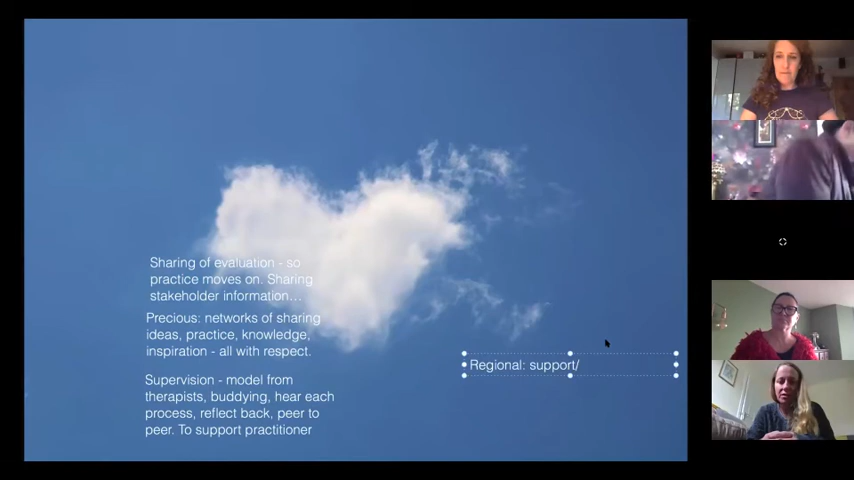 Sharing of evaluation - so
practice moves on. Sharing
stakeholder information...
Precious: networks of sharing
ideas, practice, knowledge,
inspiration - all with respect.
Supervision - model from
therapists, buddying, hear each
process, reflect back, peer to
peer. To support practitioner
Regional: support/